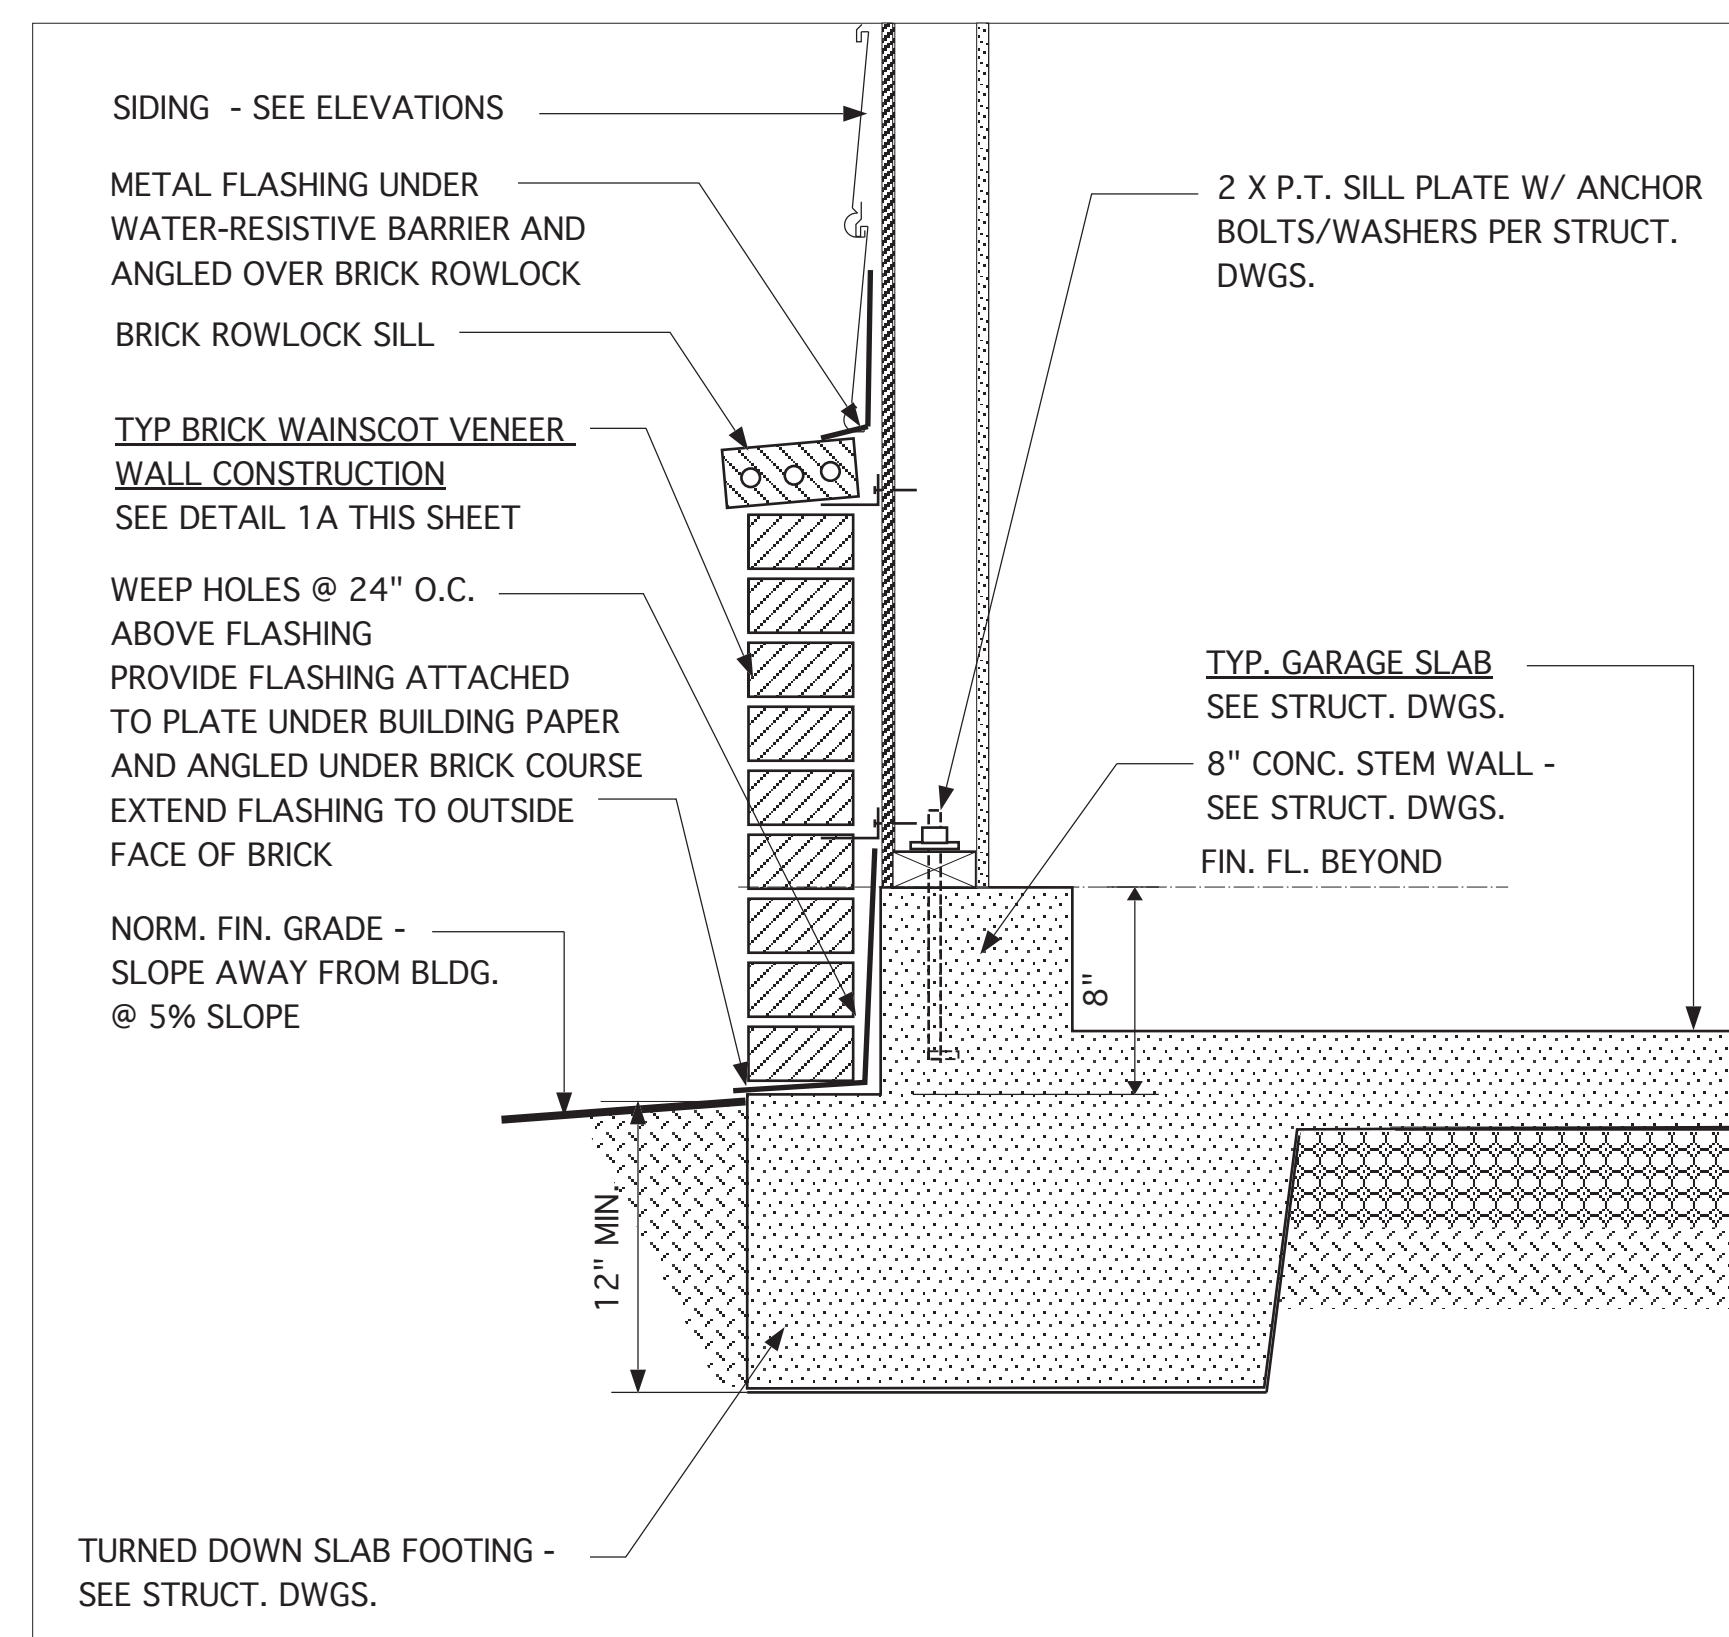 SIDING - SEE ELEVATIONS
METAL FLASHING UNDER
WATER-RESISTIVE BARRIER AND
ANGLED OVER BRICK ROWLOCK
BRICK ROWLOCK SILL
TYP BRICK WAINSCOT VENEER
WALL CONSTRUCTION
SEE DETAIL 1A THIS SHEET
WEEP HOLES @ 24" O.C.
ABOVE FLASHING
PROVIDE FLASHING ATTACHED
TO PLATE UNDER BUILDING PAPER
AND ANGLED UNDER BRICK COURSE
EXTEND FLASHING TO OUTSIDE
FACE OF BRICK
NORM. FIN. GRADE -
SLOPE AWAY FROM BLDG.
@ 5% SLOPE
12" MIN.
TURNED DOWN SLAB FOOTING -
SEE STRUCT. DWGS.
2 X P.T. SILL PLATE W/ ANCHOR
BOLTS/WASHERS PER STRUCT.
DWGS.
TYP. GARAGE SLAB
SEE STRUCT. DWGS.
8" CONC. STEM WALL -
SEE STRUCT. DWGS.
FIN. FL. BEYOND
8"